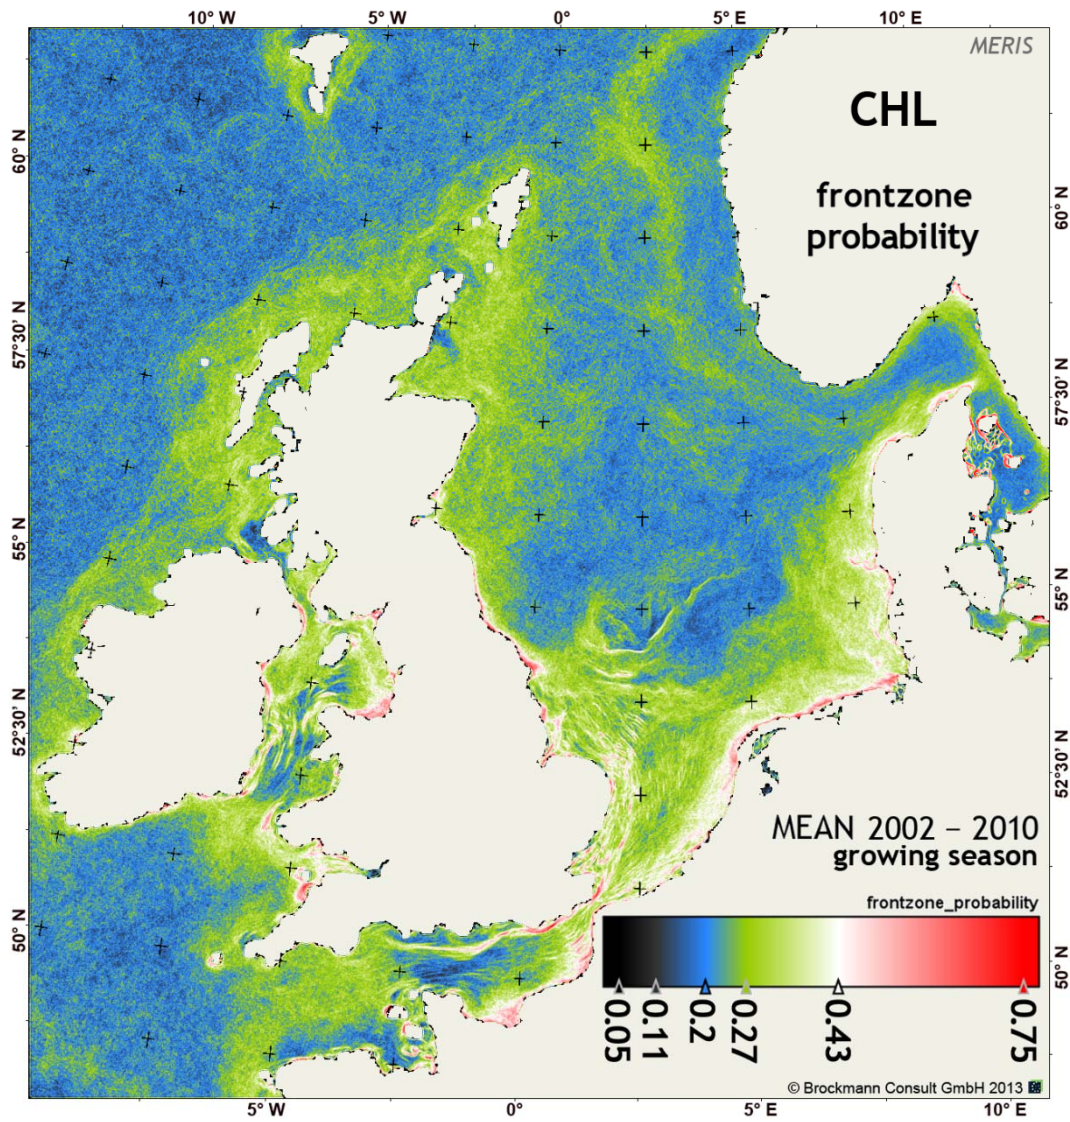 10° W
5° W
0°
5° E
10° E
MERIS
CHL
frontzone
probability
60° N
57°30' N
55° N
52°30' N
50° N
60° N
57°30' N
55° N
52°30' N
50° N
MEAN 2002 – 2010
growing season
frontzone_probability
0.05
0.11
0.2
0.27
0.43
0.75
© Brockmann Consult GmbH 2013
5° W
0°
5° E
10° E